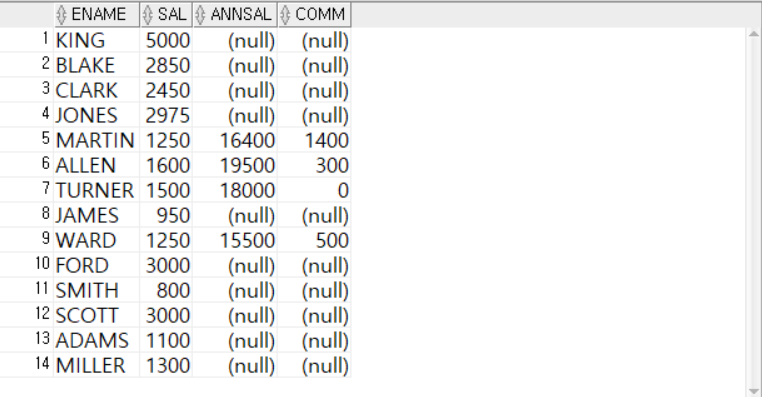 ENAME SAL ANNSAL COMM
1 KING 5000 (null) (null)
2 BLAKE 2850 (null) (null)
3 CLARK 2450 (null) (null)
4 JONES 2975 (null) (null)
5 MARTIN 1250 16400 1400
6 ALLEN 1600 19500 300
7 TURNER 1500 18000 0
8 JAMES 950 (null) (null)
9 WARD 1250 15500 500
10 FORD 3000 (null) (null)
11 SMITH 800 (null) (null)
12 SCOTT 3000 (null) (null)
13 ADAMS 1100 (null) (null)
14 MILLER 1300 (null) (null)